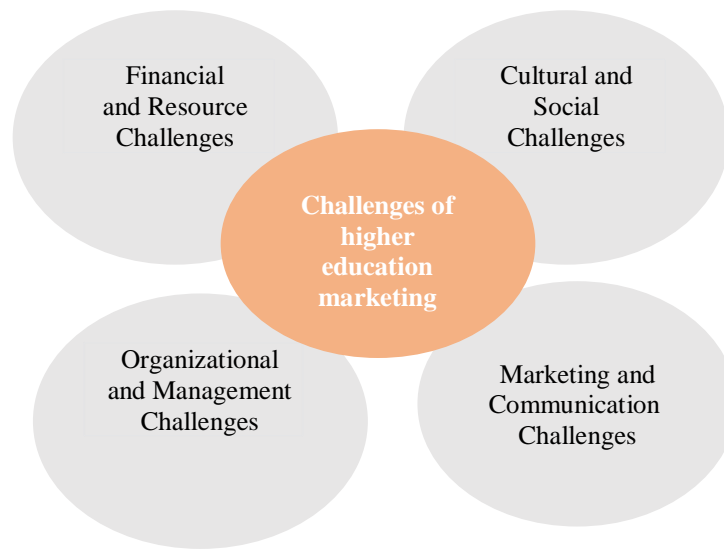 Financial
and Resource
Challenges
Cultural and
Social
Challenges
Challenges of
higher
education
marketing
Organizational
and Management
Challenges
Marketing and
Communication
Challenges